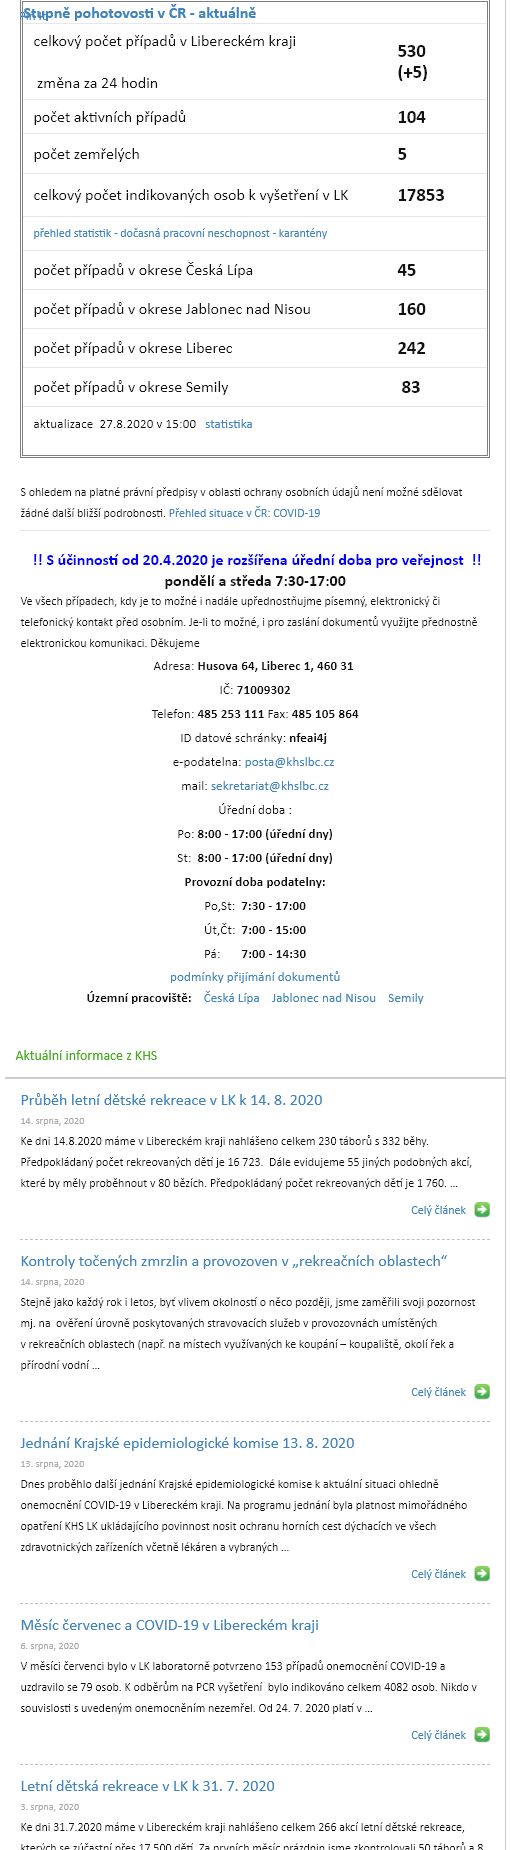 Stupně pohotovosti v ČR - aktuálně
celkový počet případů v Libereckém kraji
530
(+5)
změna za 24 hodin
počet aktivních případů 104
počet zemřelých 5
celkový počet indikovaných osob k vyšetření v LK 17853
přehled statistik - dočasná pracovní neschopnost - karantény
počet případů v okrese Česká Lípa 45
počet případů v okrese Jablonec nad Nisou 160
počet případů v okrese Liberec 242
počet případů v okrese Semily 83
aktualizace 27.8.2020 v 15:00 statistika
S ohledem na platné právní předpisy v oblasti ochrany osobních údajů není možné sdělovat
žádné další bližší podrobnosti. Přehled situace v ČR: COVID-19
!! S účinností od 20.4.2020 je rozšířena úřední doba pro veřejnost !!
pondělí a středa 7:30-17:00
Ve všech případech, kdy je to možné i nadále upřednostňujme písemný, elektronický či
telefonický kontakt před osobním. Je-li to možné, i pro zaslání dokumentů využijte přednostně
elektronickou komunikaci. Děkujeme
Adresa: Husova 64, Liberec 1, 460 31
IČ: 71009302
Telefon: 485 253 111 Fax: 485 105 864
ID datové schránky: nfeai4j
e-podatelna: posta@khslbc.cz
mail: sekretariat@khslbc.cz
Úřední doba :
Po: 8:00 - 17:00 (úřední dny)
St: 8:00 - 17:00 (úřední dny)
Provozní doba podatelny:
Po,St: 7:30 - 17:00
Út,Čt: 7:00 - 15:00
Pá: 7:00 - 14:30
podmínky přijímání dokumentů
Územní pracoviště: Česká Lípa Jablonec nad Nisou Semily
Aktuální informace z KHS
Průběh letní dětské rekreace v LK k 14. 8. 2020
14. srpna, 2020
Ke dni 14.8.2020 máme v Libereckém kraji nahlášeno celkem 230 táborů s 332 běhy.
Předpokládaný počet rekreovaných dětí je 16 723. Dále evidujeme 55 jiných podobných akcí,
které by měly proběhnout v 80 bězích. Předpokládaný počet rekreovaných dětí je 1 760. ...
Celý článek
Kontroly točených zmrzlin a provozoven v „rekreačních oblastech“
14. srpna, 2020
Stejně jako každý rok i letos, byť vlivem okolností o něco později, jsme zaměřili svoji pozornost
mj. na ověření úrovně poskytovaných stravovacích služeb v provozovnách umístěných
v rekreačních oblastech (např. na místech využívaných ke koupání – koupaliště, okolí řek a
přírodní vodní ...
Celý článek
Jednání Krajské epidemiologické komise 13. 8. 2020
13. srpna, 2020
Dnes proběhlo další jednání Krajské epidemiologické komise k aktuální situaci ohledně
onemocnění COVID-19 v Libereckém kraji. Na programu jednání byla platnost mimořádného
opatření KHS LK ukládajícího povinnost nosit ochranu horních cest dýchacích ve všech
zdravotnických zařízeních včetně lékáren a vybraných ...
Celý článek
Měsíc červenec a COVID-19 v Libereckém kraji
6. srpna, 2020
V měsíci červenci bylo v LK laboratorně potvrzeno 153 případů onemocnění COVID-19 a
uzdravilo se 79 osob. K odběrům na PCR vyšetření bylo indikováno celkem 4082 osob. Nikdo v
souvislosti s uvedeným onemocněním nezemřel. Od 24. 7. 2020 platí v ...
Celý článek
Letní dětská rekreace v LK k 31. 7. 2020
3. srpna, 2020
Ke dni 31.7.2020 máme v Libereckém kraji nahlášeno celkem 266 akcí letní dětské rekreace,
kterých se zúčastní přes 17 500 dětí. Za prvních měsíc prázdnin jsme zkontrolovali 50 táborů a 8